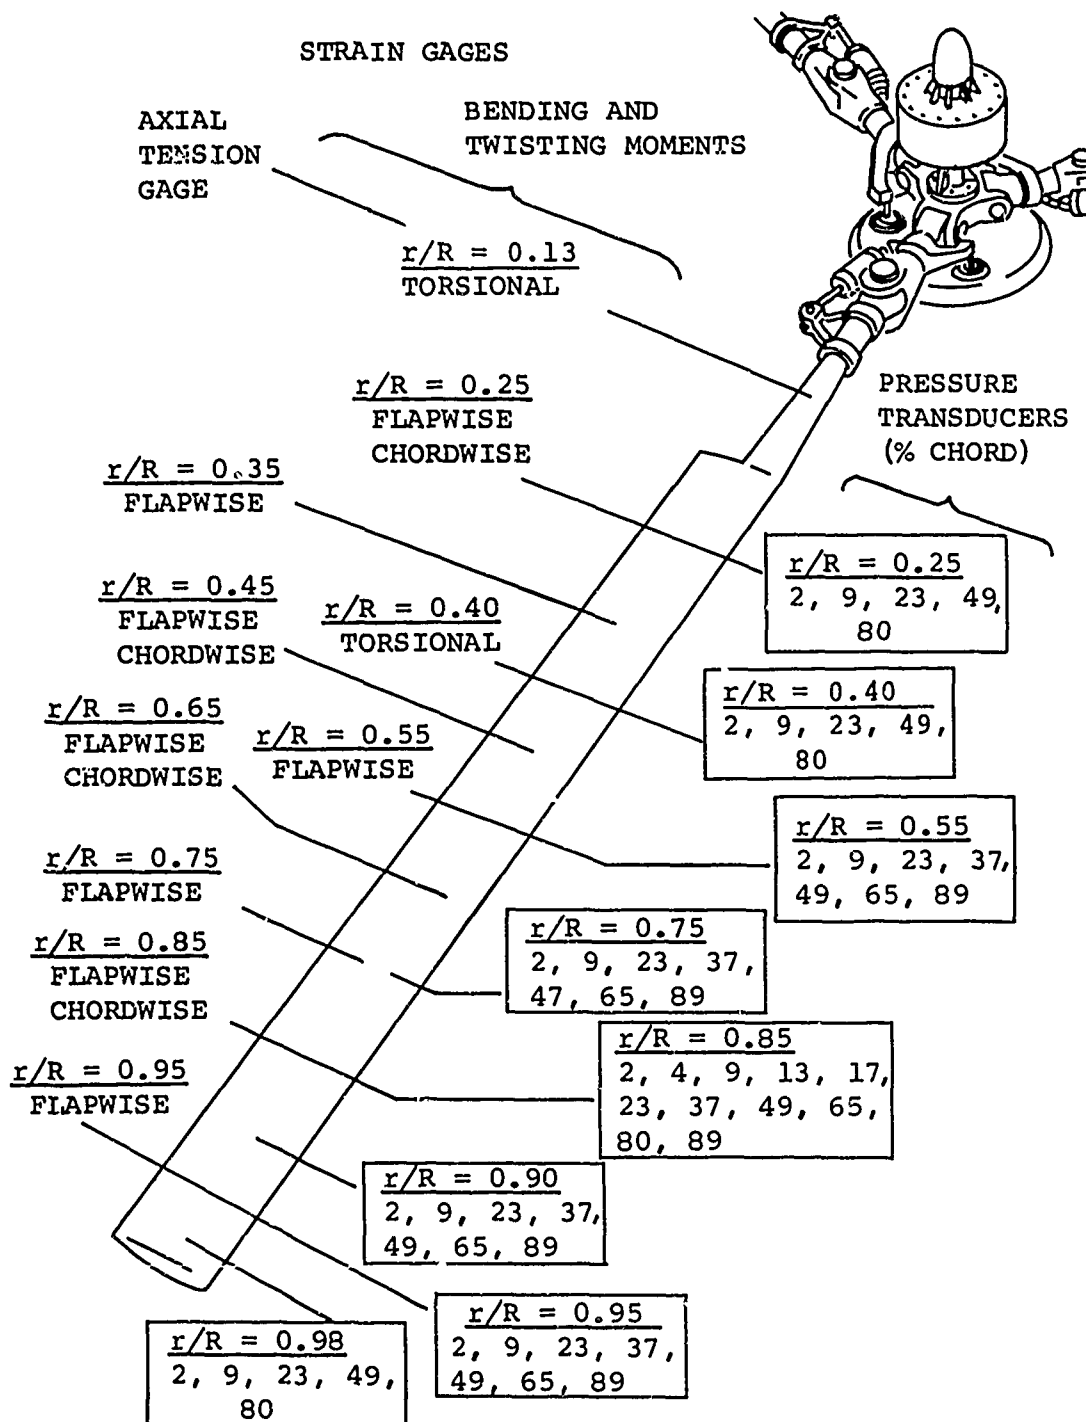 STRAIN GAGES
AXIAL
TENSION
GAGE
BENDING AND
TWISTING MOMENTS
r/R = 0.13
TORSIONAL
r/R = 0.25
FLAPWISE
CHORDWISE
r/R = 0.35
FLAPWISE
r/R = 0.45
FLAPWISE
CHORDWISE
r/R = 0.40
TORSIONAL
r/R = 0.65
FLAPWISE
CHORDWISE
r/R = 0.55
FLAPWISE
r/R = 0.75
FLAPWISE
r/R = 0.85
FLAPWISE
CHORDWISE
r/R = 0.95
FLAPWISE
PRESSURE
TRANSDUCERS
(% CHORD)
r/R = 0.25
2, 9, 23, 49,
80
r/R = 0.40
2, 9, 23, 49,
80
r/R = 0.55
2, 9, 23, 37,
49, 65, 89
r/R = 0.75
2, 9, 23, 37,
47, 65, 89
r/R = 0.85
2, 4, 9, 13, 17,
23, 37, 49, 65,
80, 89
r/R = 0.90
2, 9, 23, 37,
49, 65, 89
r/R = 0.95
2, 9, 23, 37,
49, 65, 89
r/R = 0.98
2, 9, 23, 49,
80